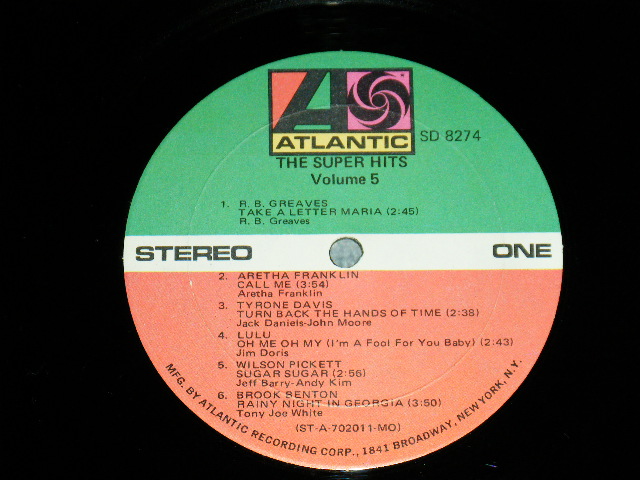 ATLANTIC
SD 8274
THE SUPER HITS
Volume 5
1. R. B. GREAVES
TAKE A LETTER MARIA (2:45)
R. B. Greaves
STEREO ONE
2. ARETHA FRANKLIN
CALL ME (3:54)
Aretha Franklin
3. TYRONE DAVIS
TURN BACK THE HANDS OF TIME (2:38)
Jack Daniels-John Moore
4. LULU
OH ME OH MY (I'm A Fool For You Baby) (2:43)
Jim Doris
5. WILSON PICKETT
SUGAR SUGAR (2:56)
Jeff Barry-Andy Kim
6. BROOK BENTON
RAINY NIGHT IN GEORGIA (3:50)
Tony Joe White
(ST-A-702011-MO)
MFG. BY ATLANTIC RECORDING CORP., 1841 BROADWAY, NEW YORK, N.Y.